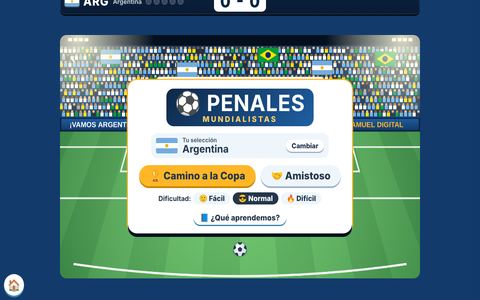 ARG Argentina 0 - 0
¡VAMOS ARGENT
AMUEL DIGITAL
PENALES
MUNDIALISTAS
Tu selección
Argentina
Cambiar
Camino a la Copa
Amistoso
Dificultad: Fácil Normal Difícil
¿Qué aprendemos?